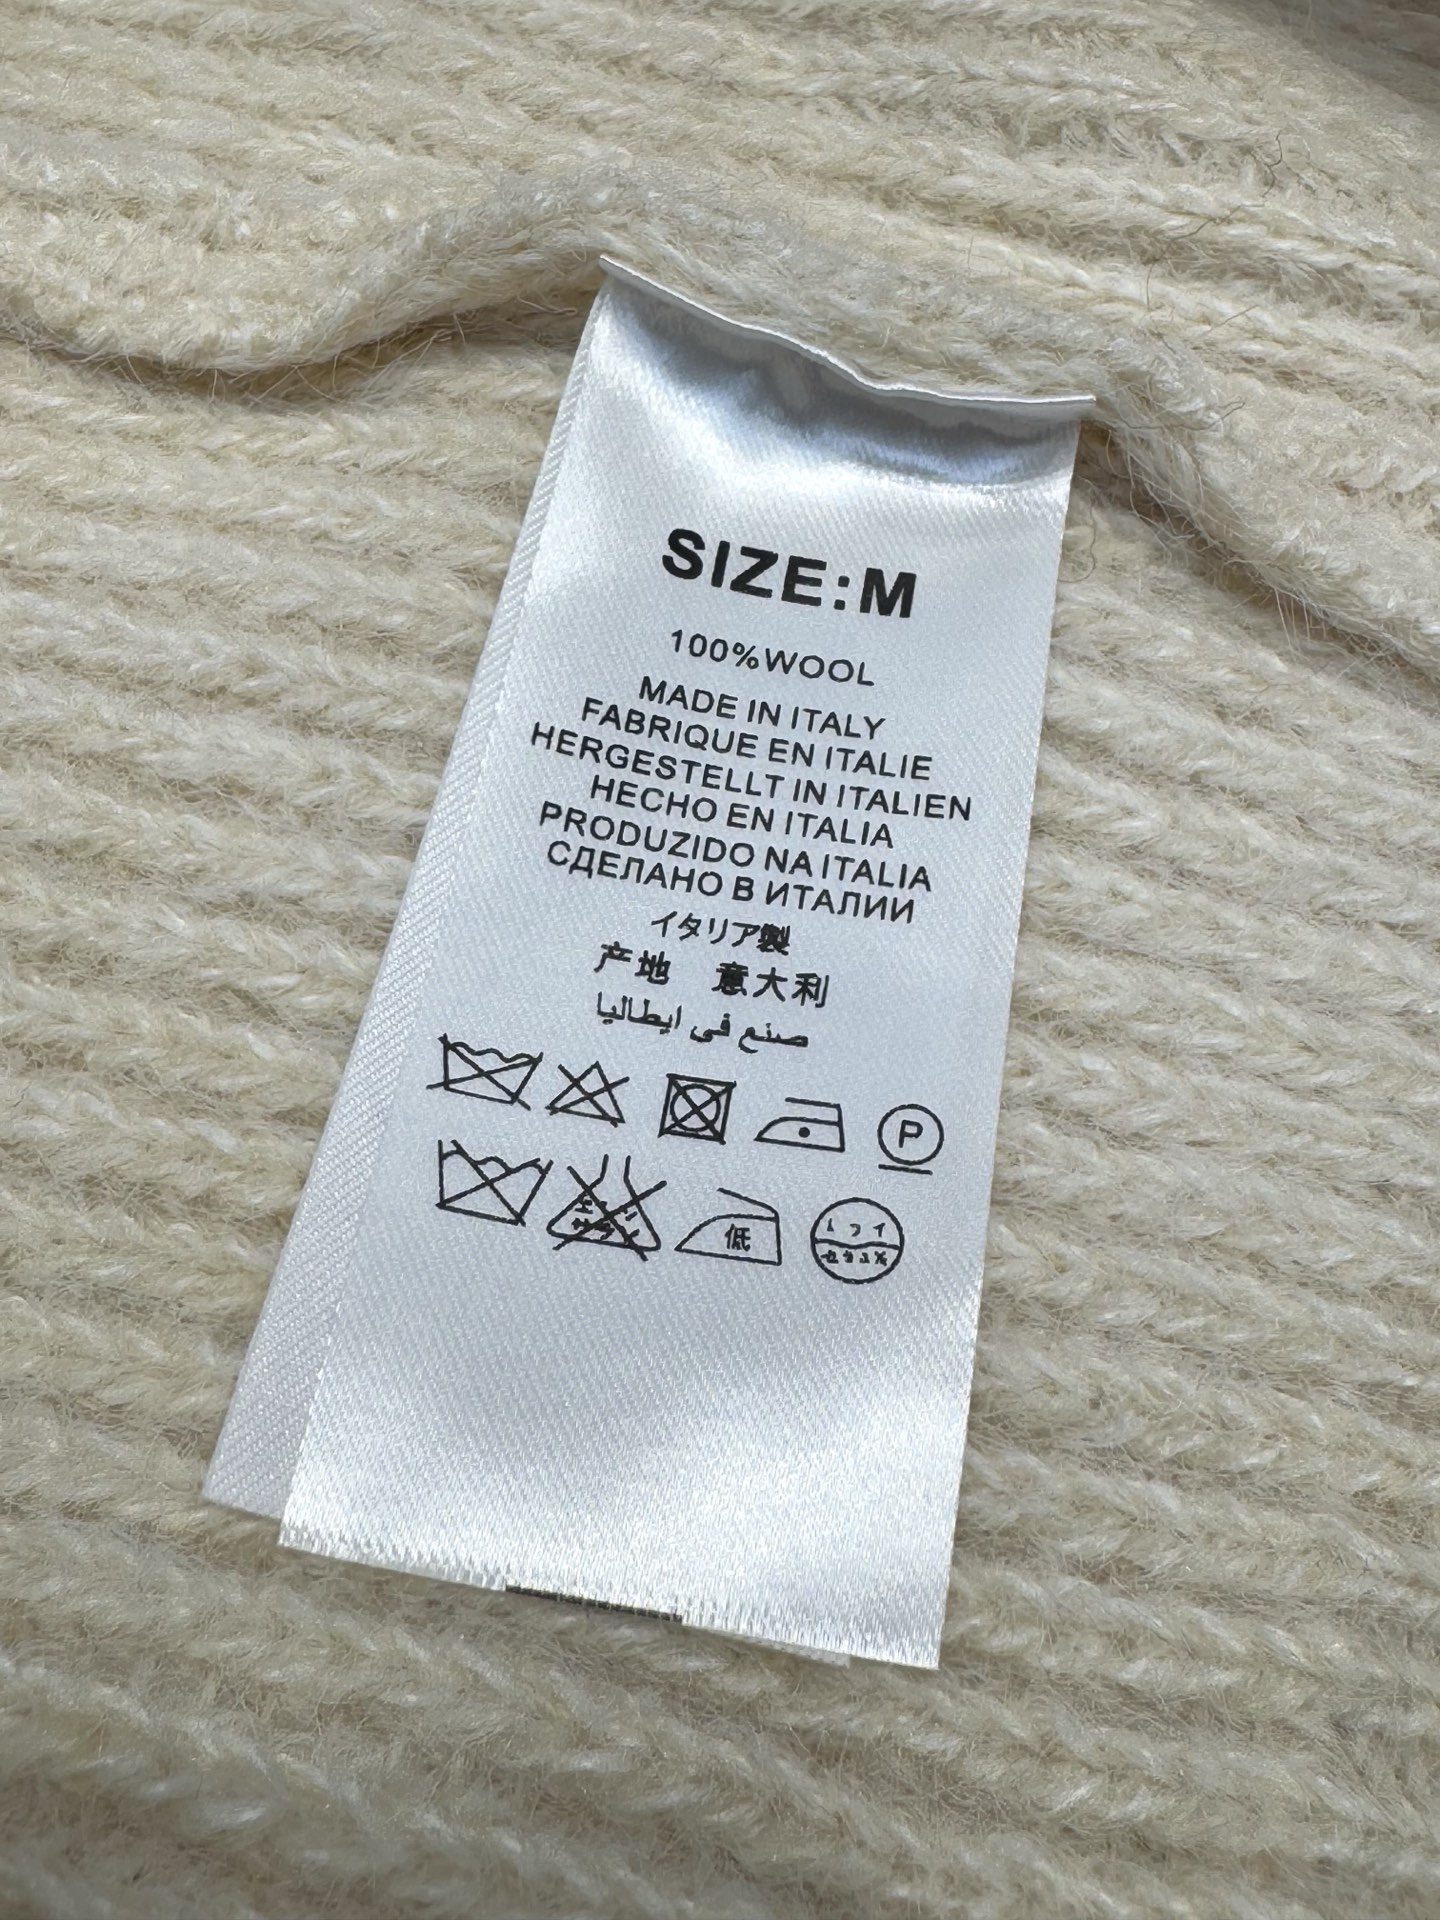 SIZE:M
100%WOOL
MADE IN ITALY
FABRIQUE EN ITALIE
HERGESTELLT IN ITALIEN
HECHO EN ITALIA
PRODUZIDO NA ITALIA
СДЕЛАНО В ИТАЛИИ
イタリア製
产地 意大利
صنع في ايطاليا
P
低